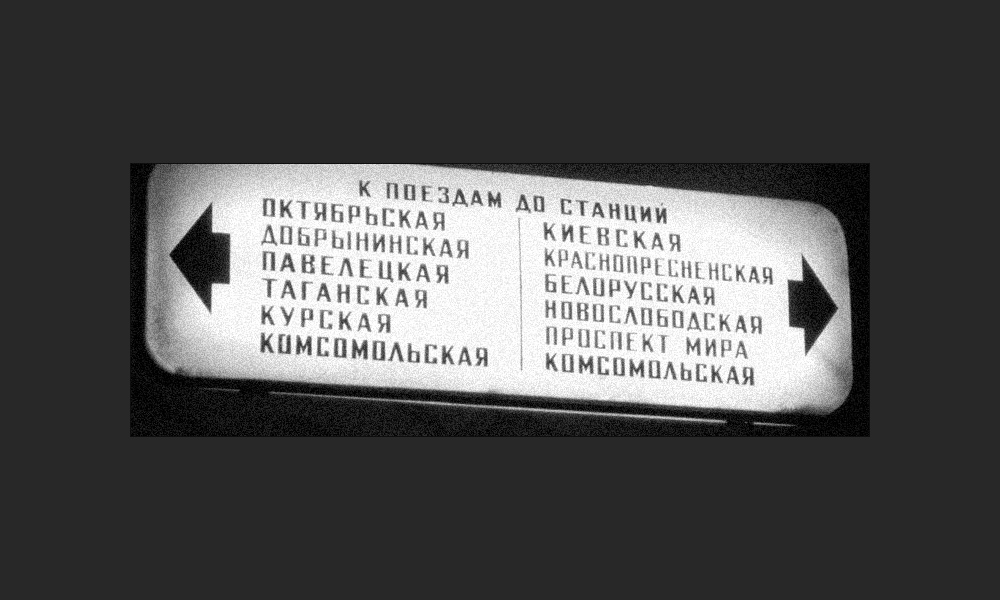 К ПОЕЗДАМ ДО СТАНЦИЙ
ОКТЯБРЬСКАЯ
ДОБРЫНИНСКАЯ
ПАВЕЛЕЦКАЯ
ТАГАНСКАЯ
КУРСКАЯ
КОМСОМОЛЬСКАЯ
КИЕВСКАЯ
КРАСНОПРЕСНЕНСКАЯ
БЕЛОРУССКАЯ
НОВОСЛОБОДСКАЯ
ПРОСПЕКТ МИРА
КОМСОМОЛЬСКАЯ